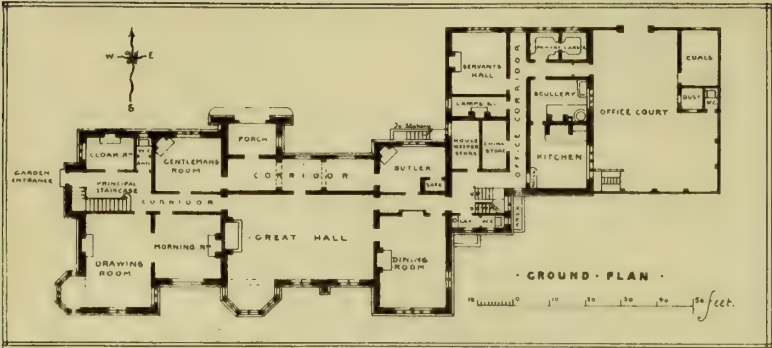 W E
S
GARDEN
ENTRANCE
CLOAK Rᴹ
W.C.
PRINCIPAL
STAIRCASE
GENTLEMANS
ROOM
PORCH
CORRIDOR
CORRIDOR
DRAWING
ROOM
MORNING Rᴹ
GREAT HALL
BUTLER
SAFE
DINING
ROOM
SERVANTS
HALL
LAMPS &.
HOUSE
KEEPER
STORE
CHINA
STORE
OFFICE CORRIDOR
LARDER
SCULLERY
KITCHEN
W.C.
OFFICE COURT
COALS
DUST
W.C.
· GROUND · PLAN ·
10 0 10 20 30 40 50 feet.